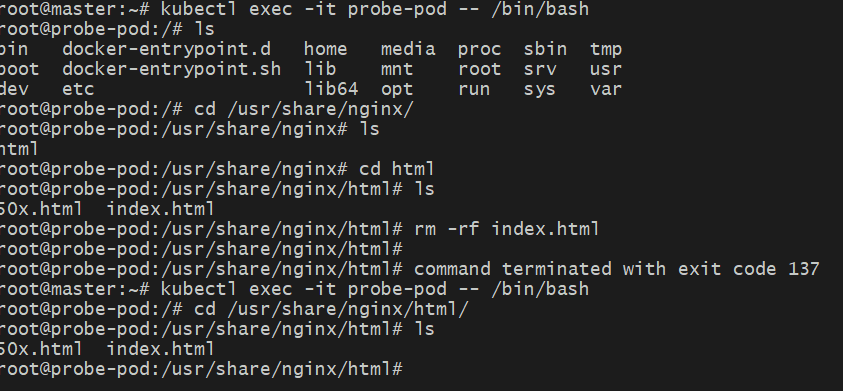 root@master:~# kubectl exec -it probe-pod -- /bin/bash
root@probe-pod:/# ls
bin   docker-entrypoint.d   home   media  proc  sbin  tmp
boot  docker-entrypoint.sh  lib    mnt    root  srv   usr
dev   etc                   lib64  opt    run   sys   var
root@probe-pod:/# cd /usr/share/nginx/
root@probe-pod:/usr/share/nginx# ls
html
root@probe-pod:/usr/share/nginx# cd html
root@probe-pod:/usr/share/nginx/html# ls
50x.html  index.html
root@probe-pod:/usr/share/nginx/html# rm -rf index.html
root@probe-pod:/usr/share/nginx/html#
root@probe-pod:/usr/share/nginx/html# command terminated with exit code 137
root@master:~# kubectl exec -it probe-pod -- /bin/bash
root@probe-pod:/# cd /usr/share/nginx/html/
root@probe-pod:/usr/share/nginx/html# ls
50x.html  index.html
root@probe-pod:/usr/share/nginx/html#